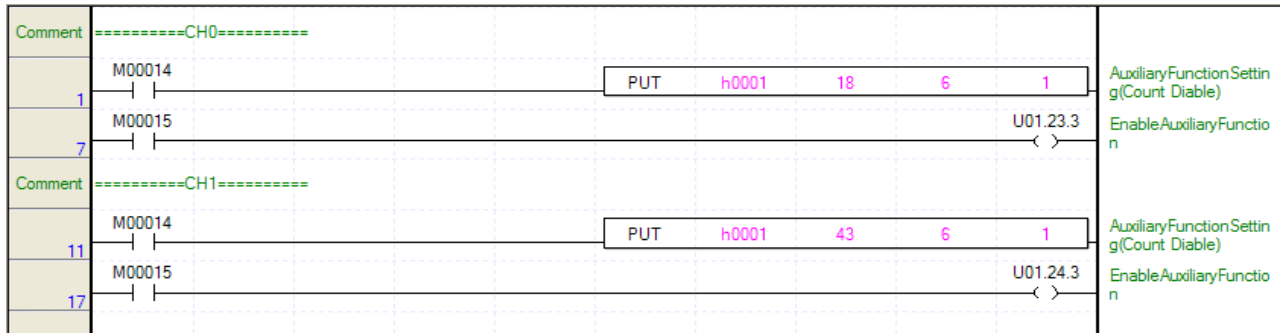 Comment ==========CH0==========
M00014
1 PUT h0001 18 6 1 AuxiliaryFunctionSettin
g(Count Diable)
M00015 U01.23.3
7 EnableAuxiliaryFunctio
n
Comment ==========CH1==========
M00014
11 PUT h0001 43 6 1 AuxiliaryFunctionSettin
g(Count Diable)
M00015 U01.24.3
17 EnableAuxiliaryFunctio
n